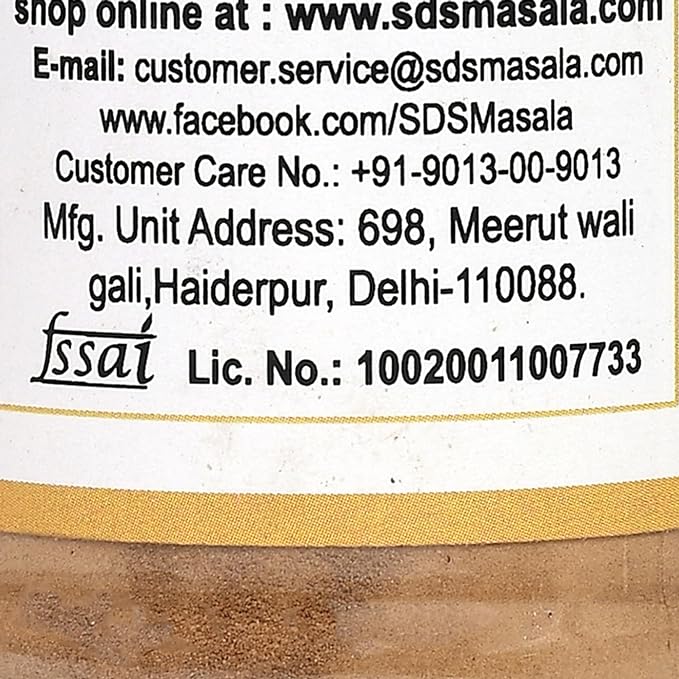 shop online at : www.sdsmasala.com
E-mail: customer.service@sdsmasala.com
www.facebook.com/SDSMasala
Customer Care No.: +91-9013-00-9013
Mfg. Unit Address: 698, Meerut wali
gali,Haiderpur, Delhi-110088.
fssai Lic. No.: 10020011007733